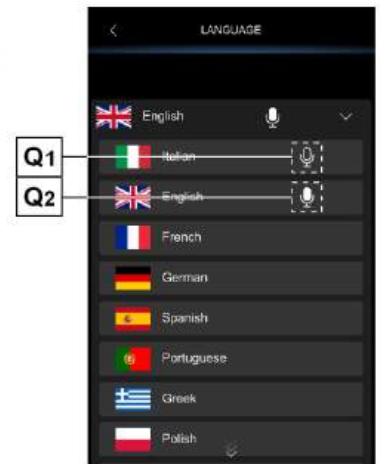 LANGUAGE
English
Q1
Italian
Q2
English
French
German
Spanish
Portuguese
Greek
Polish